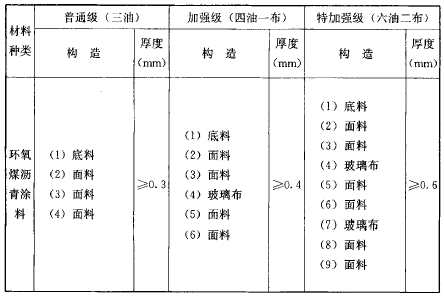 材料种类 普通级（三油） 加强级（四油一布） 特加强级（六油二布）
构造 厚度(mm) 构造 厚度(mm) 构造 厚度(mm)
环氧煤沥青涂料
(1) 底料
(2) 面料
(3) 面料
(4) 面料
≥0.3
(1) 底料
(2) 面料
(3) 面料
(4) 玻璃布
(5) 面料
(6) 面料
≥0.4
(1) 底料
(2) 面料
(3) 面料
(4) 玻璃布
(5) 面料
(6) 面料
(7) 玻璃布
(8) 面料
(9) 面料
≥0.6